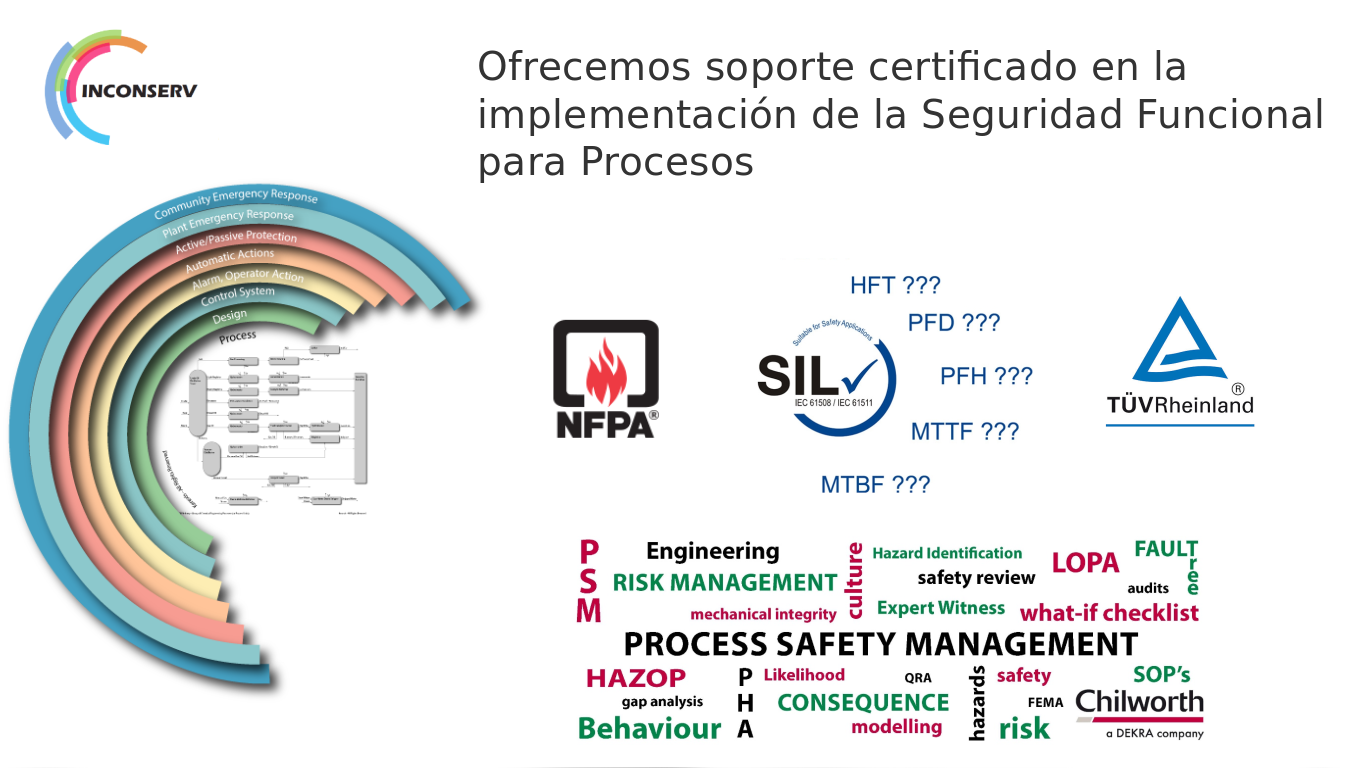 INCONSERV
Ofrecemos soporte certificado en la
implementación de la Seguridad Funcional
para Procesos
Community Emergency Response
Plant Emergency Response
Active/Passive Protection
Automatic Actions
Alarm, Operator Action
Control System
Design
Process
NFPA®
Suitable for Safety Applications
SIL
IEC 61508 / IEC 61511
HFT ???
PFD ???
PFH ???
MTTF ???
MTBF ???
®
TÜVRheinland
PSM
Engineering
RISK MANAGEMENT
mechanical integrity
culture
Hazard Identification
safety review
Expert Witness
LOPA
FAULTree
audits
what-if checklist
PROCESS SAFETY MANAGEMENT
HAZOP
gap analysis
Behaviour
PHA
Likelihood
QRA
CONSEQUENCE
modelling
hazards
safety
FEMA
risk
SOP's
Chilworth
a DEKRA company